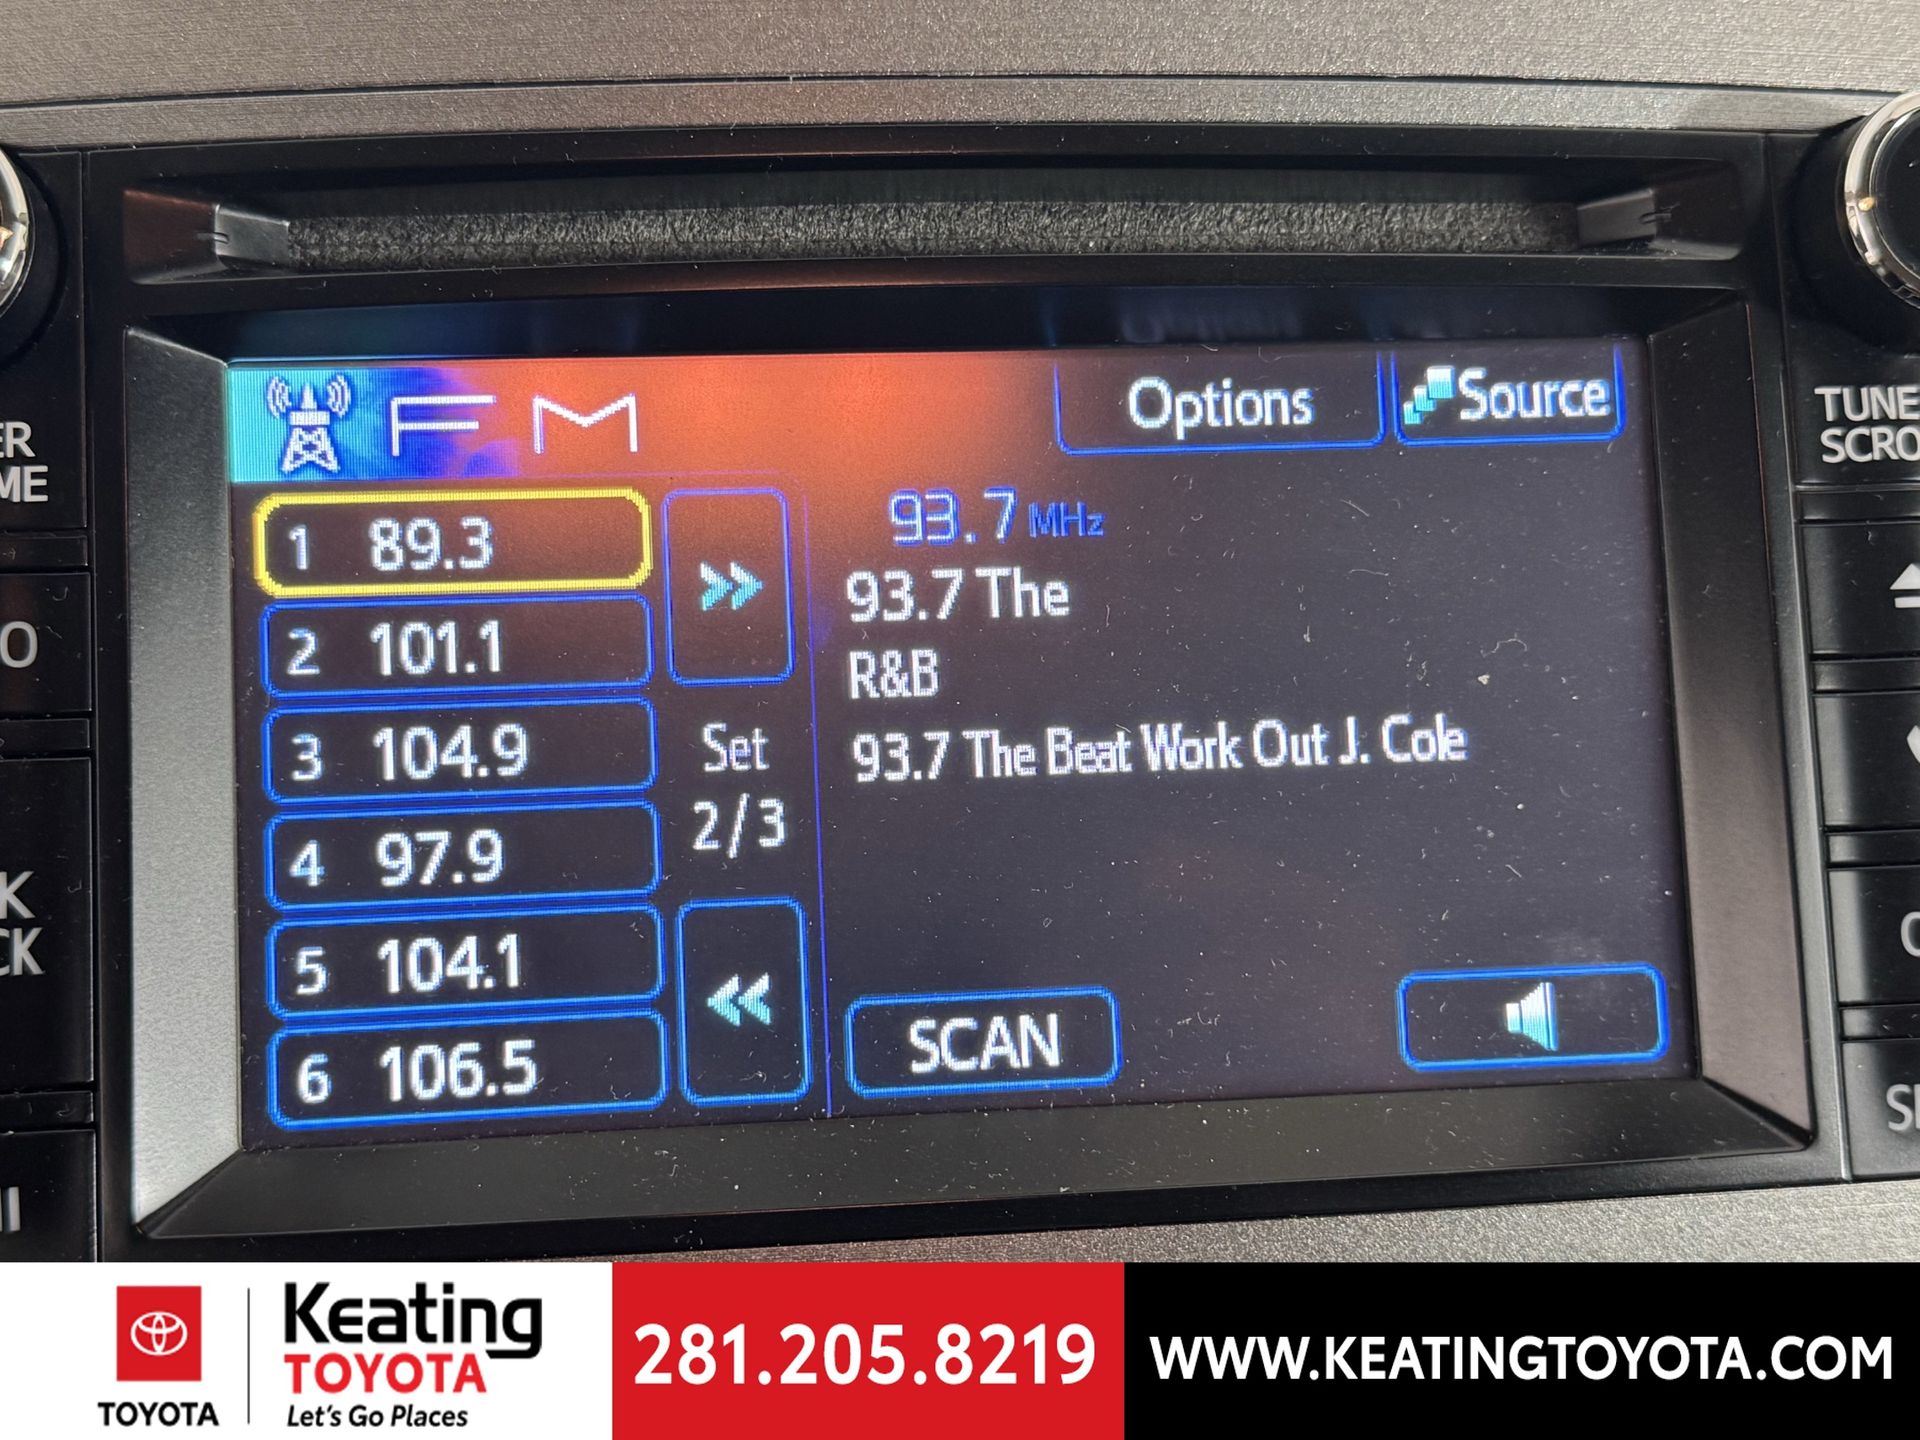 FM
Options
Source
1 89.3
2 101.1
3 104.9
4 97.9
5 104.1
6 106.5
Set
2/3
93.7 MHz
93.7 The
R&B
93.7 The Beat Work Out J. Cole
SCAN
TUNE
TOYOTA
Keating
TOYOTA
Let's Go Places
281.205.8219
WWW.KEATINGTOYOTA.COM